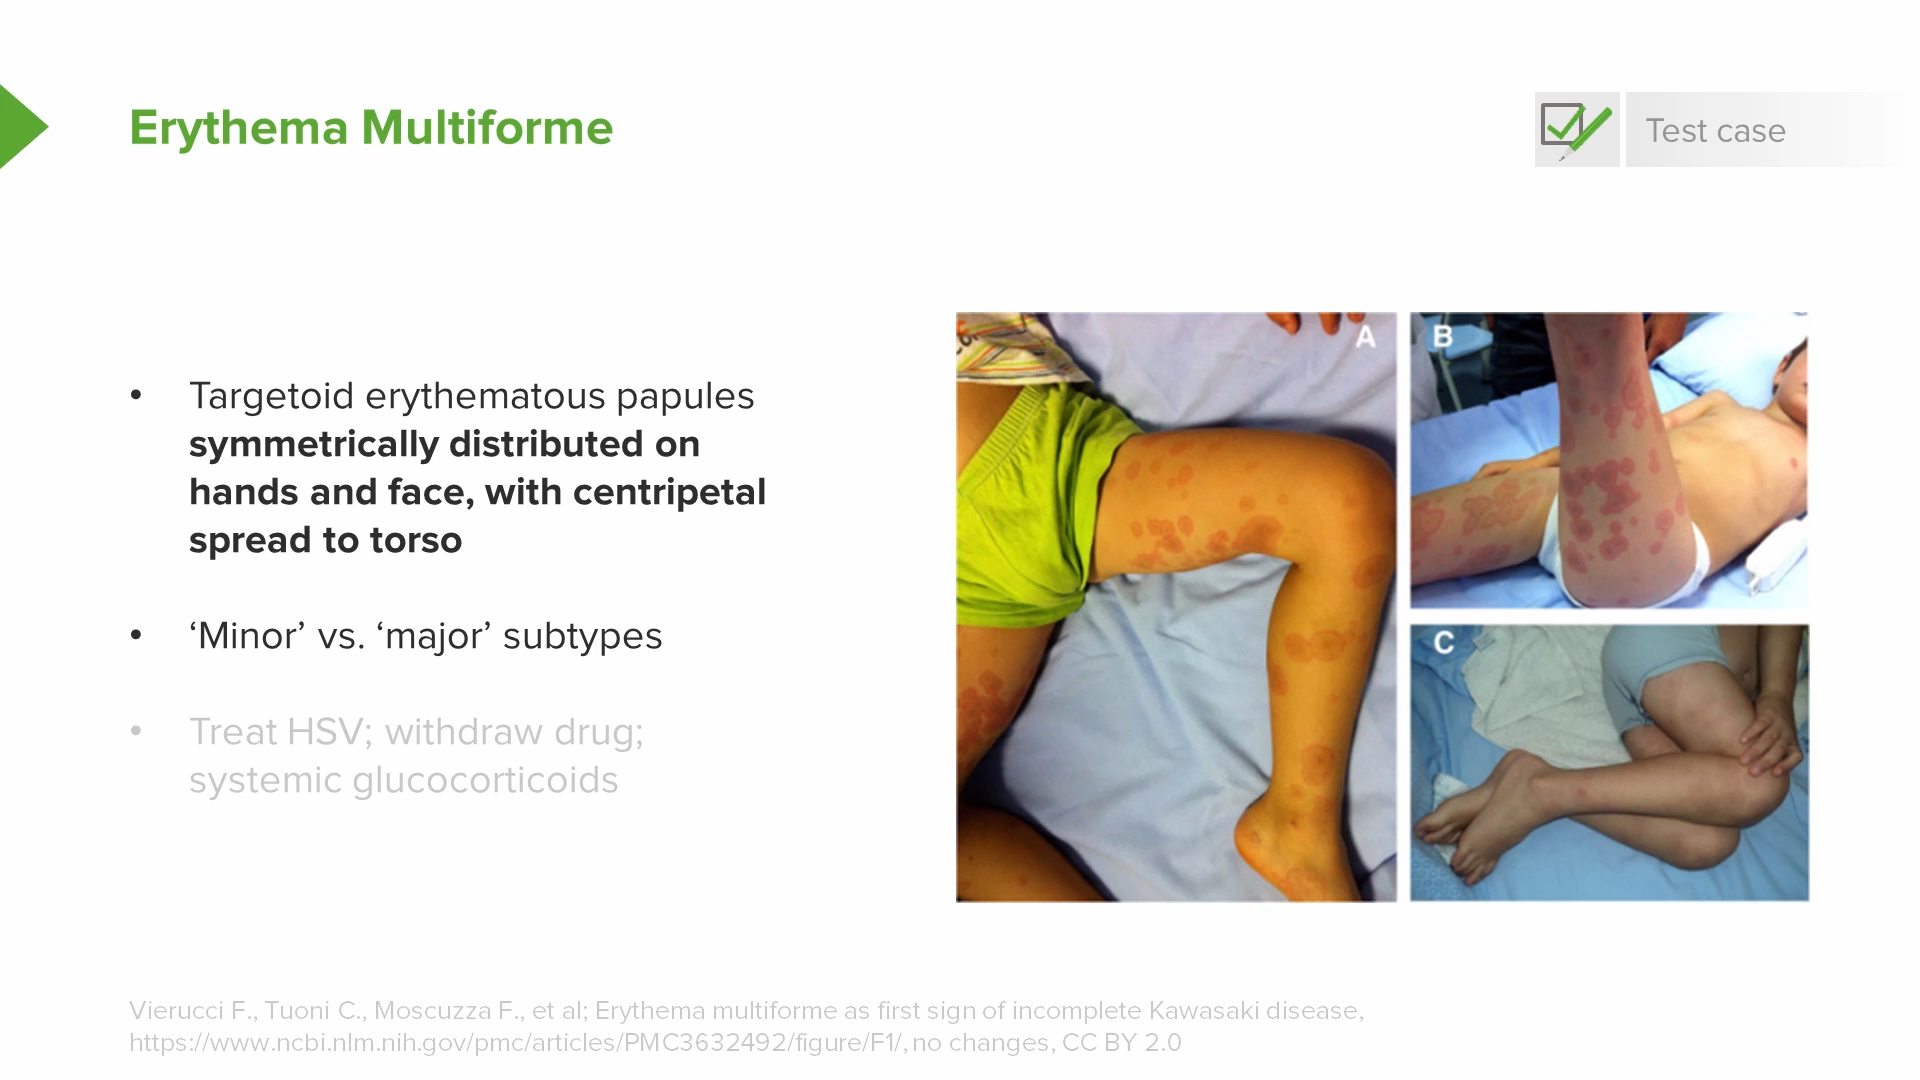 Erythema Multiforme
Test case
• Targetoid erythematous papules
symmetrically distributed on
hands and face, with centripetal
spread to torso
• ‘Minor’ vs. ‘major’ subtypes
• Treat HSV; withdraw drug;
systemic glucocorticoids
A
B
C
Vierucci F., Tuoni C., Moscuzza F., et al; Erythema multiforme as first sign of incomplete Kawasaki disease,
https://www.ncbi.nlm.nih.gov/pmc/articles/PMC3632492/figure/F1/, no changes, CC BY 2.0